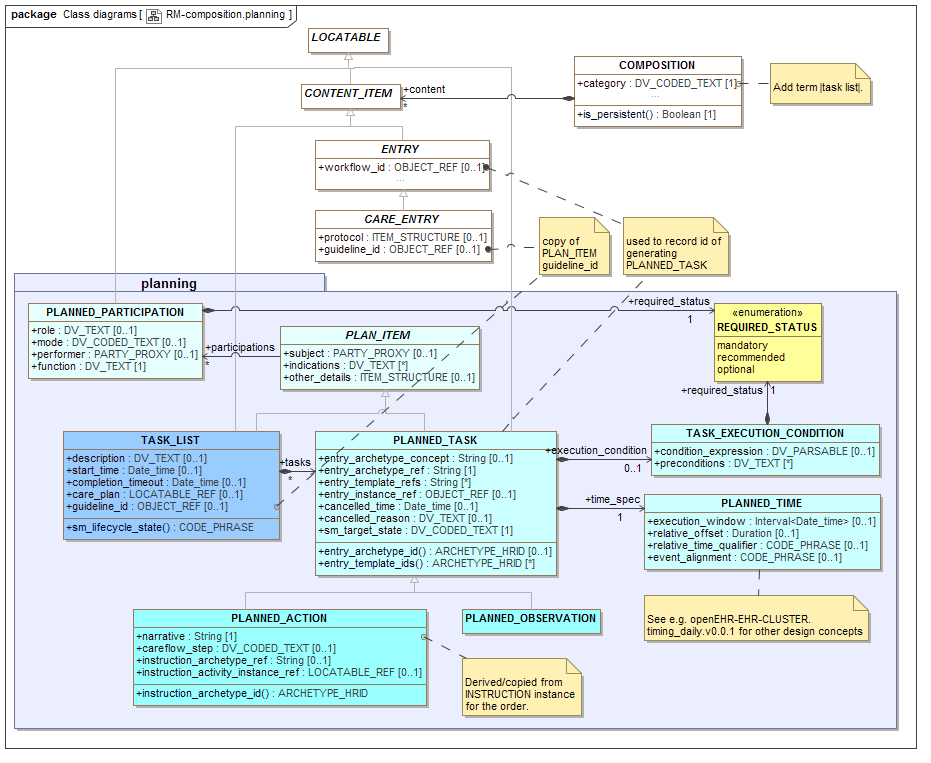 package Class diagrams [ RM-composition.planning ]
LOCATABLE
CONTENT_ITEM
+content
*
COMPOSITION
+category : DV_CODED_TEXT [1]
...
+is_persistent() : Boolean [1]
Add term |task list|.
ENTRY
+workflow_id : OBJECT_REF [0..1]
...
CARE_ENTRY
+protocol : ITEM_STRUCTURE [0..1]
+guideline_id : OBJECT_REF [0..1]
copy of
PLAN_ITEM
guideline_id
used to record id of
generating
PLANNED_TASK
planning
PLANNED_PARTICIPATION
+role : DV_TEXT [0..1]
+mode : DV_CODED_TEXT [0..1]
+performer : PARTY_PROXY [0..1]
+function : DV_TEXT [1]
+participations
*
PLAN_ITEM
+subject : PARTY_PROXY [0..1]
+indications : DV_TEXT [*]
+other_details : ITEM_STRUCTURE [0..1]
+required_status
1
«enumeration»
REQUIRED_STATUS
mandatory
recommended
optional
+required_status
1
TASK_LIST
+description : DV_TEXT [0..1]
+start_time : Date_time [0..1]
+completion_timeout : Date_time [0..1]
+care_plan : LOCATABLE_REF [0..1]
+guideline_id : OBJECT_REF [0..1]
+sm_lifecycle_state() : CODE_PHRASE
+tasks
*
PLANNED_TASK
+entry_archetype_concept : String [0..1]
+entry_archetype_ref : String [1]
+entry_template_refs : String [*]
+entry_instance_ref : OBJECT_REF [0..1]
+cancelled_time : Date_time [0..1]
+cancelled_reason : DV_TEXT [0..1]
+sm_target_state : DV_CODED_TEXT [1]
+entry_archetype_id() : ARCHETYPE_HRID [0..1]
+entry_template_ids() : ARCHETYPE_HRID [*]
+execution_condition
0..1
TASK_EXECUTION_CONDITION
+condition_expression : DV_PARSABLE [0..1]
+preconditions : DV_TEXT [*]
+time_spec
1
PLANNED_TIME
+execution_window : Interval<Date_time> [0..1]
+relative_offset : Duration [0..1]
+relative_time_qualifier : CODE_PHRASE [0..1]
+event_alignment : CODE_PHRASE [0..1]
See e.g. openEHR-EHR-CLUSTER.
timing_daily.v0.0.1 for other design concepts
PLANNED_ACTION
+narrative : String [1]
+careflow_step : DV_CODED_TEXT [0..1]
+instruction_archetype_ref : String [0..1]
+instruction_activity_instance_ref : LOCATABLE_REF [0..1]
+instruction_archetype_id() : ARCHETYPE_HRID
PLANNED_OBSERVATION
Derived/copied from
INSTRUCTION instance
for the order.